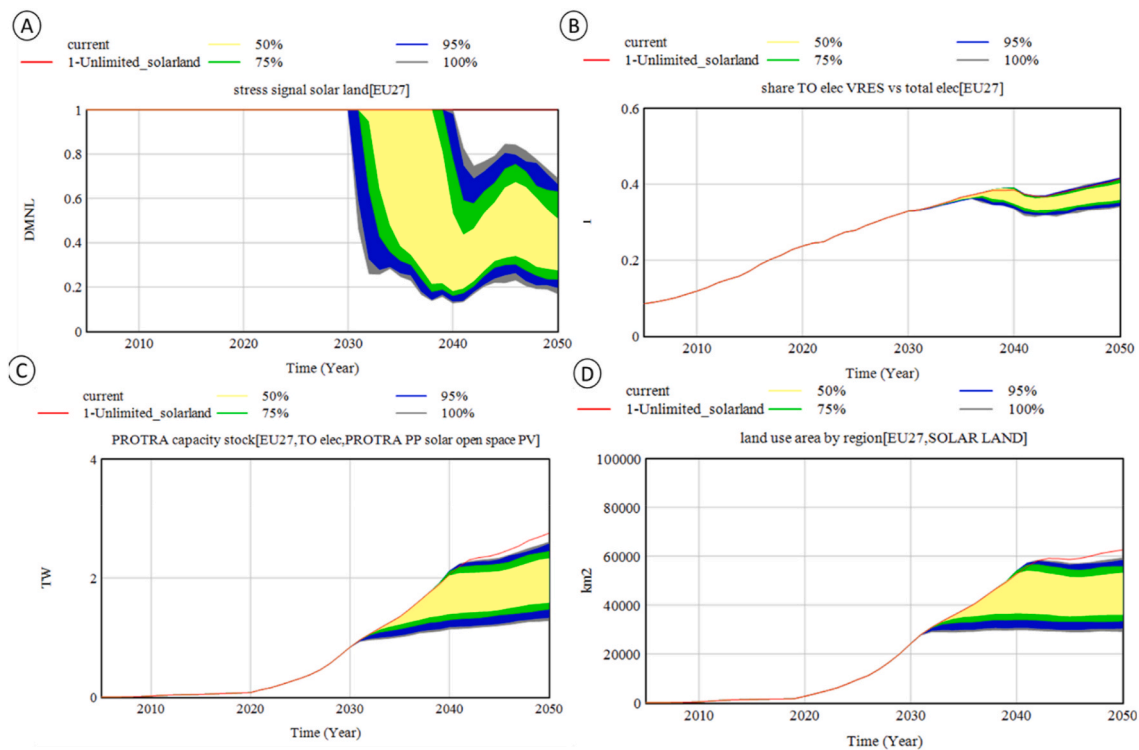 A
current 50% 95%
1-Unlimited_solarland 75% 100%
stress signal solar land[EU27]
1
0.8
0.6
0.4
0.2
0
DMNL
2010 2020 2030 2040 2050
Time (Year)
B
current 50% 95%
1-Unlimited_solarland 75% 100%
share TO elec VRES vs total elec[EU27]
0.6
0.4
0.2
0
1
2010 2020 2030 2040 2050
Time (Year)
C
current 50% 95%
1-Unlimited_solarland 75% 100%
PROTRA capacity stock[EU27,TO elec,PROTRA PP solar open space PV]
4
2
0
TW
2010 2020 2030 2040 2050
Time (Year)
D
current 50% 95%
1-Unlimited_solarland 75% 100%
land use area by region[EU27,SOLAR LAND]
100000
80000
60000
40000
20000
0
km2
2010 2020 2030 2040 2050
Time (Year)